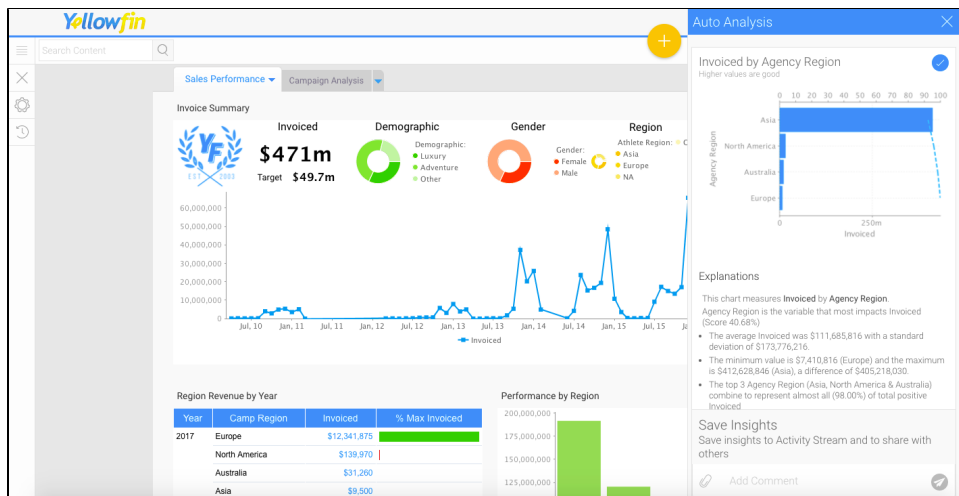 Yellowfin
Search Content
Sales Performance
Campaign Analysis
Invoice Summary
YF
EST 2003
Invoiced
$471m
Target $49.7m
Demographic
Demographic:
Luxury
Adventure
Other
Gender
Gender:
Female
Male
Region
Athlete Region:
Asia
Europe
NA
60,000,000
50,000,000
40,000,000
30,000,000
20,000,000
10,000,000
0
Jul, 10
Jan, 11
Jul, 11
Jan, 12
Jul, 12
Jan, 13
Jul, 13
Jan, 14
Jul, 14
Jan, 15
Jul, 15
Invoiced
Region Revenue by Year
Year Camp Region Invoiced % Max Invoiced
2017 Europe $12,341,875
North America $139,970
Australia $31,260
Asia $9,500
Performance by Region
200,000,000
175,000,000
150,000,000
125,000,000
Auto Analysis
Invoiced by Agency Region
Higher values are good
0 10 20 30 40 50 60 70 80 90 100
Agency Region
Asia
North America
Australia
Europe
0
250m
Invoiced
Explanations
This chart measures Invoiced by Agency Region.
Agency Region is the variable that most impacts Invoiced
(Score 40.68%)
The average Invoiced was $111,685,816 with a standard
deviation of $173,776,216.
The minimum value is $7,410,816 (Europe) and the maximum
is $412,628,846 (Asia), a difference of $405,218,030.
The top 3 Agency Region (Asia, North America & Australia)
combine to represent almost all (98.00%) of total positive
Invoiced
Save Insights
Save insights to Activity Stream and to share with
others
Add Comment